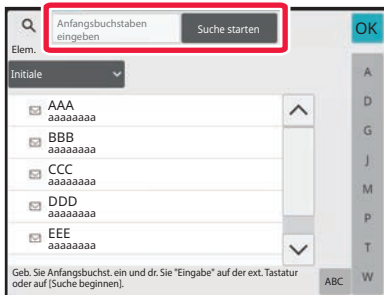 Anfangsbuchstaben
eingeben
Suche starten
OK
Elem.
Initiale
A
D
G
J
M
P
T
W
AAA
aaaaaaaa
BBB
aaaaaaaa
CCC
aaaaaaaa
DDD
aaaaaaaa
EEE
aaaaaaaa
Geb. Sie Anfangsbuchst. ein und dr. Sie "Eingabe" auf der ext. Tastatur
oder auf [Suche beginnen].
ABC